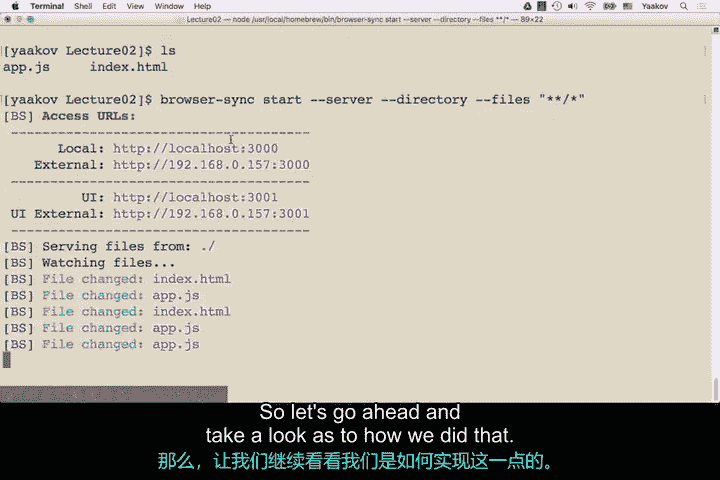 Terminal Shell Edit View Window Help Yaakov
Lecture02 — node /usr/local/homebrew/bin/browser-sync start --server --directory --files **/* — 89×22
[yaakov Lecture02]$ ls
app.js index.html
[yaakov Lecture02]$ browser-sync start --server --directory --files "**/*"
[BS] Access URLs:
--------------------------------------
Local: http://localhost:3000
External: http://192.168.0.157:3000
--------------------------------------
UI: http://localhost:3001
UI External: http://192.168.0.157:3001
--------------------------------------
[BS] Serving files from: ./
[BS] Watching files...
[BS] File changed: index.html
[BS] File changed: app.js
[BS] File changed: index.html
[BS] File changed: app.js
[BS] File changed: app.js
So let's go ahead and
take a look as to how we did that.
那么，让我们继续看看我们是如何实现这一点的。